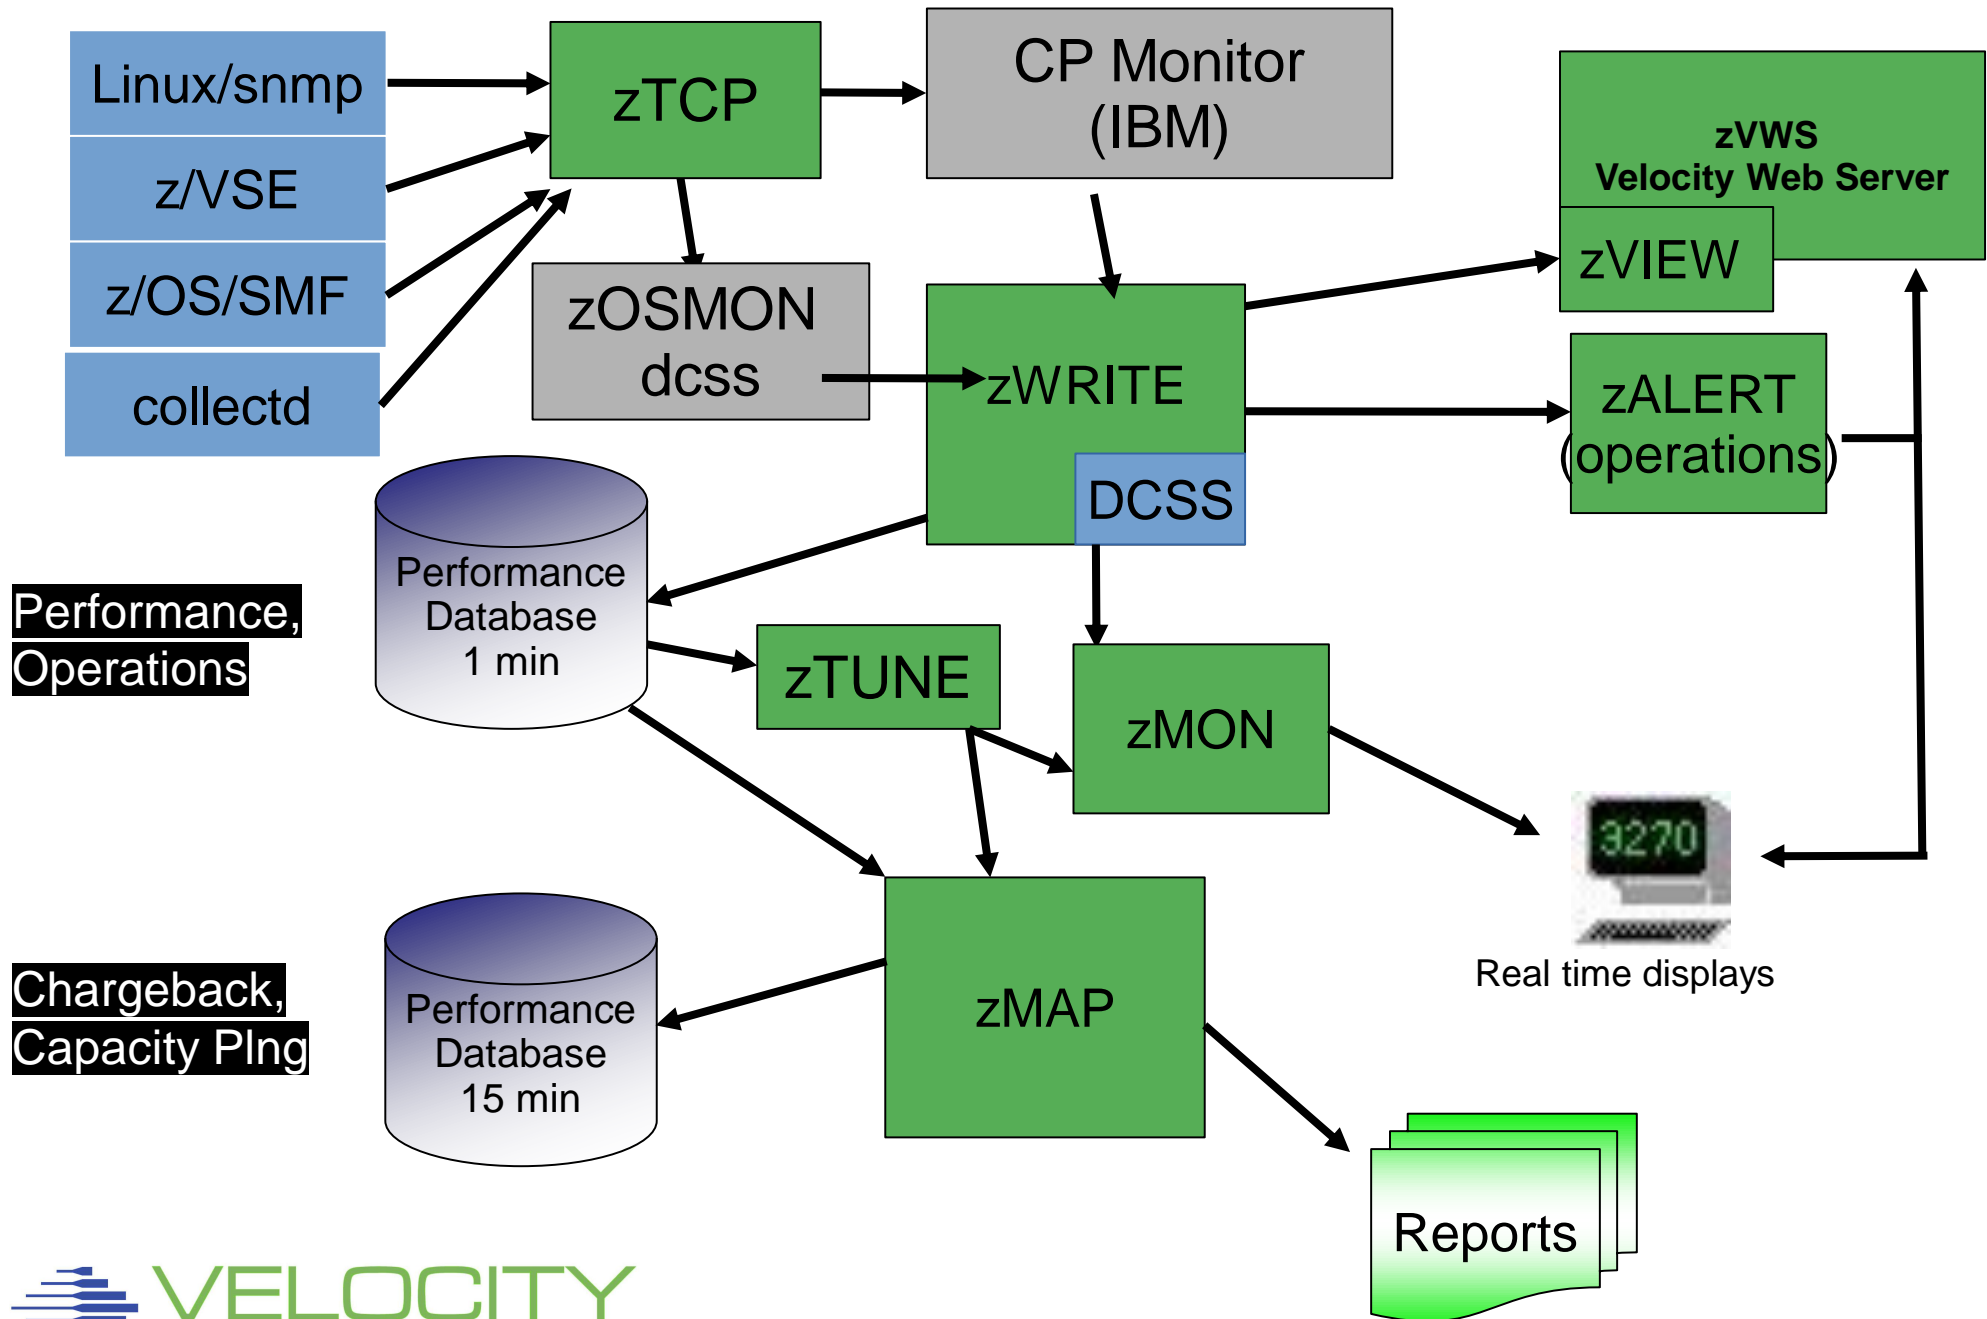 Linux/snmp
z/VSE
z/OS/SMF
collectd
zTCP
CP Monitor
(IBM)
zVWS
Velocity Web Server
zVIEW
zOSMON
dcss
zWRITE
DCSS
zALERT
(operations)
Performance
Database
1 min
Performance,
Operations
zTUNE
zMON
3270
Real time displays
Chargeback,
Capacity Plng
Performance
Database
15 min
zMAP
Reports
VELOCITY